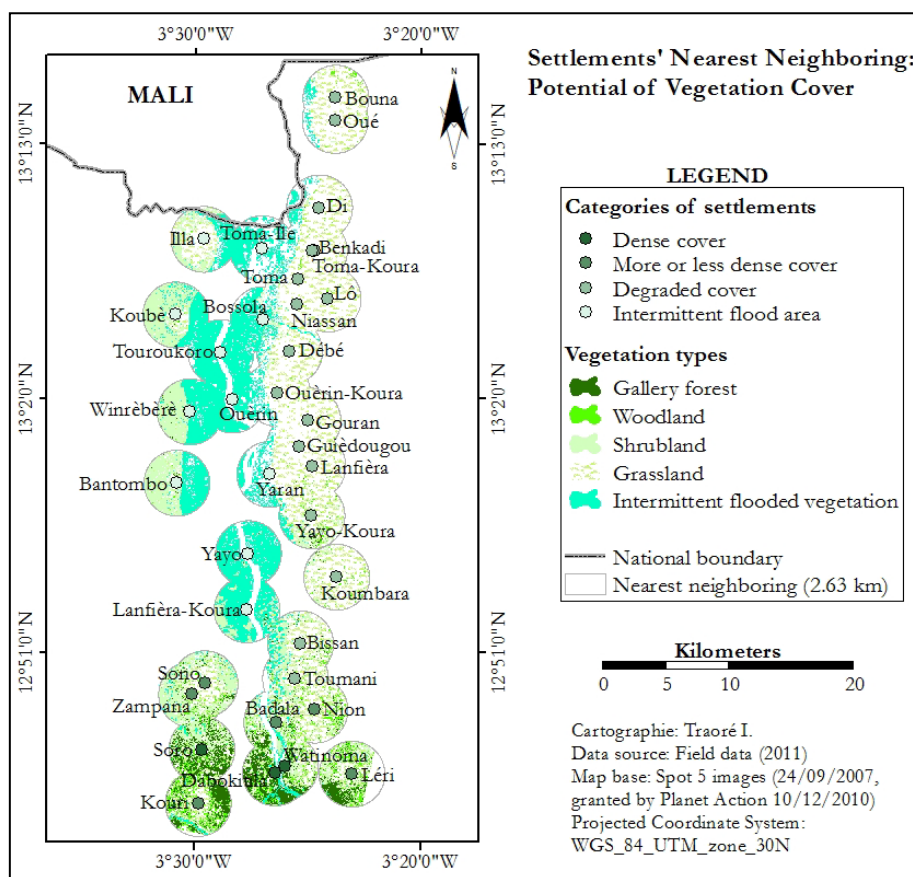 3°30'0"W
3°20'0"W
Settlements' Nearest Neighboring:
Potential of Vegetation Cover
MALI
N
S
Bouna
Oué
13°13'0"N
13°13'0"N
LEGEND
Categories of settlements
Dense cover
More or less dense cover
Degraded cover
Intermittent flood area
Vegetation types
Gallery forest
Woodland
Shrubland
Grassland
Intermittent flooded vegetation
National boundary
Nearest neighboring (2.63 km)
Di
Illa
Toma-Ile
Benkadi
Toma-Koura
Toma
Lô
Koubè
Bossola
Niassan
Touroukoro
Débé
13°2'0"N
13°2'0"N
Ouèrin-Koura
Winrèbèrè
Ouèrin
Gouran
Guièdougou
Lanfièra
Bantombo
Yaran
Yayo-Koura
Yayo
Koumbara
Lanfièra-Koura
12°51'0"N
12°51'0"N
Bissan
Sono
Toumani
Zampana
Badala
Nion
Soro
Watinoma
Dabokiula
Léri
Kouri
Kilometers
0 5 10 20
Cartographie: Traoré I.
Data source: Field data (2011)
Map base: Spot 5 images (24/09/2007,
granted by Planet Action 10/12/2010)
Projected Coordinate System:
WGS_84_UTM_zone_30N
3°30'0"W
3°20'0"W